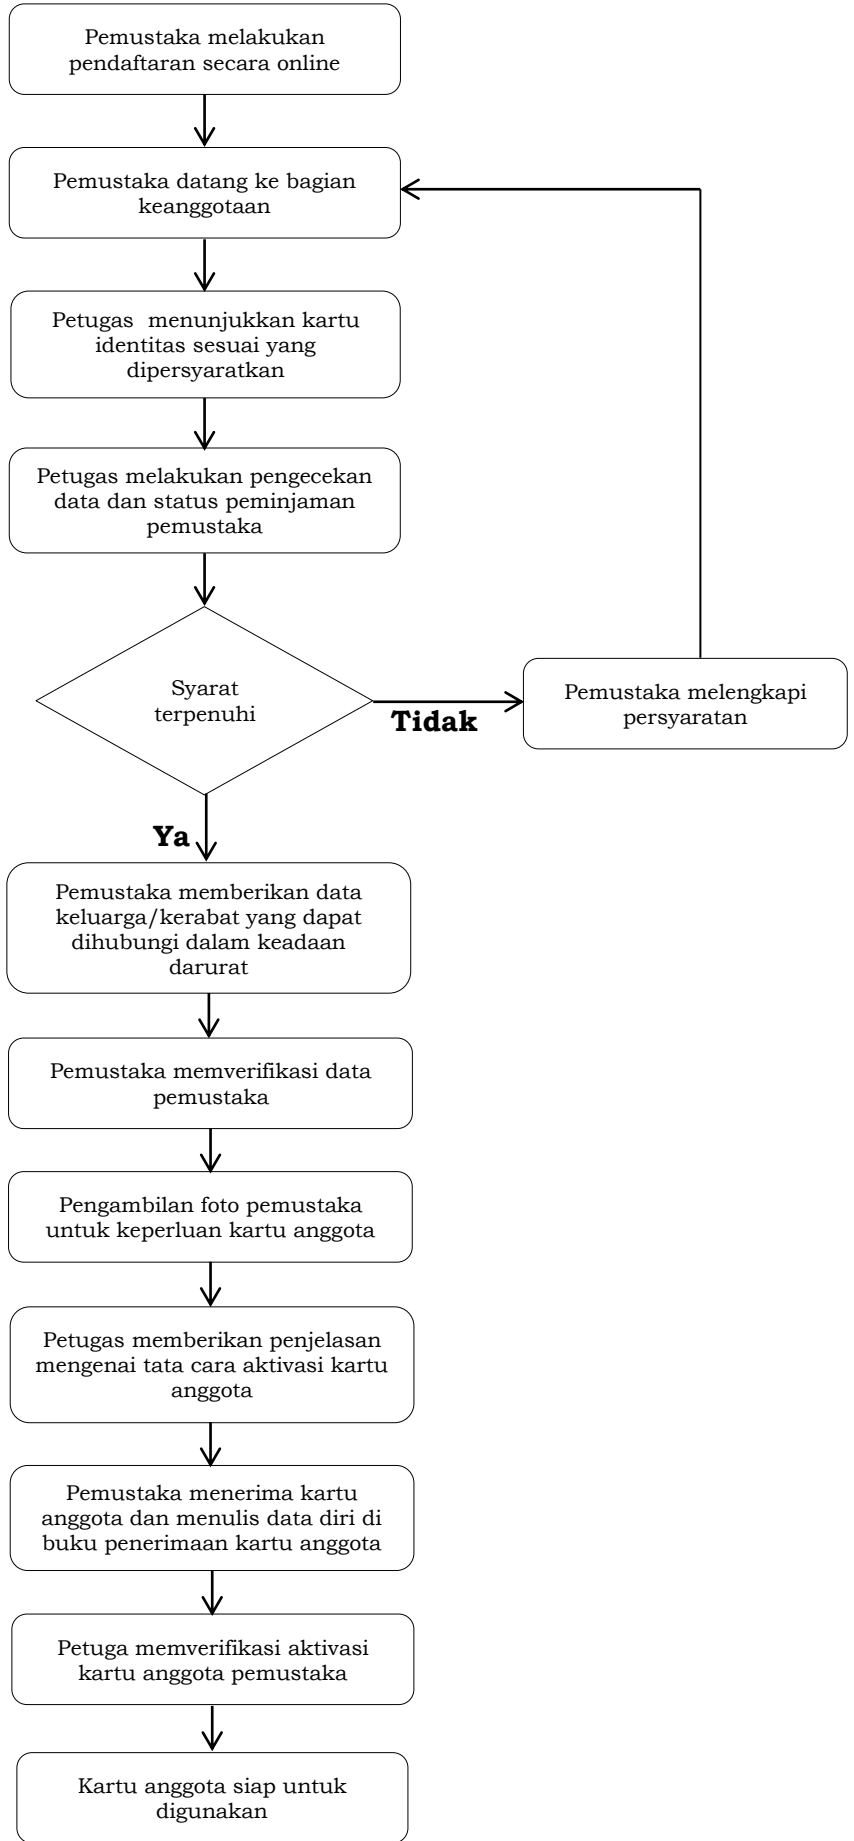 Pemustaka melakukan
pendaftaran secara online
Pemustaka datang ke bagian
keanggotaan
Petugas  menunjukkan kartu
identitas sesuai yang
dipersyaratkan
Petugas melakukan pengecekan
data dan status peminjaman
pemustaka
Syarat
terpenuhi
Tidak
Pemustaka melengkapi
persyaratan
Ya
Pemustaka memberikan data
keluarga/kerabat yang dapat
dihubungi dalam keadaan
darurat
Pemustaka memverifikasi data
pemustaka
Pengambilan foto pemustaka
untuk keperluan kartu anggota
Petugas memberikan penjelasan
mengenai tata cara aktivasi kartu
anggota
Pemustaka menerima kartu
anggota dan menulis data diri di
buku penerimaan kartu anggota
Petuga memverifikasi aktivasi
kartu anggota pemustaka
Kartu anggota siap untuk
digunakan